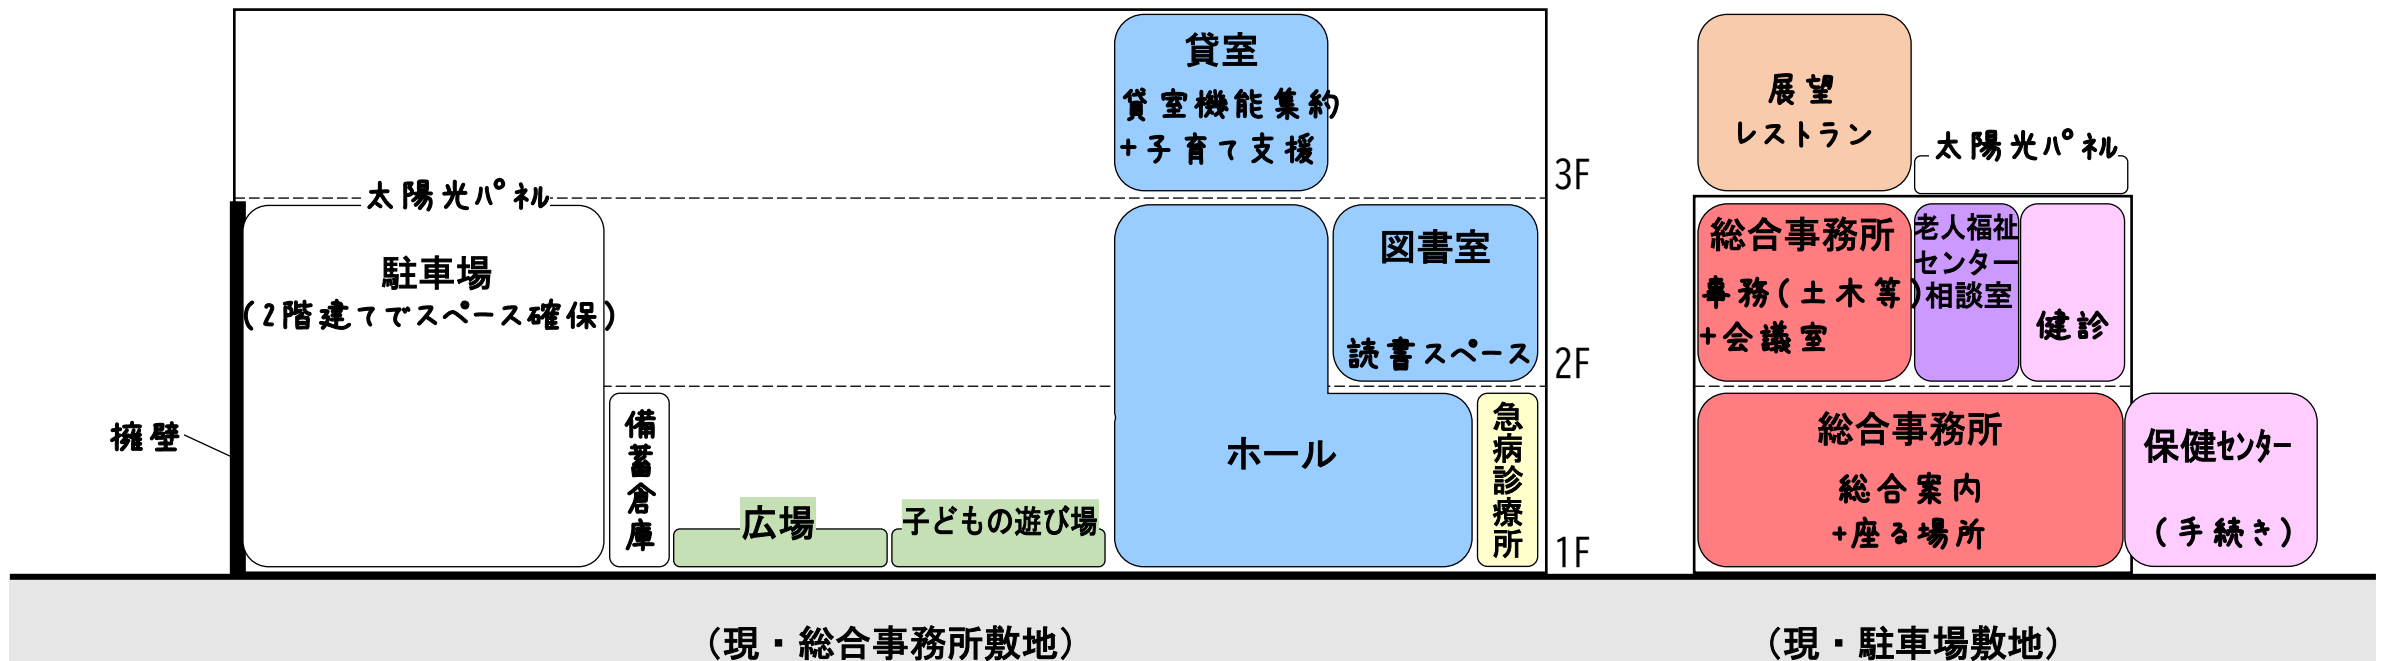 貸室
貸室機能集約
+子育て支援
3F
太陽光パネル
駐車場
(2階建てでスペース確保)
図書室
読書スペース
2F
擁壁
備蓄倉庫
広場
子どもの遊び場
ホール
急病診療所
1F
(現・総合事務所敷地)
展望
レストラン
太陽光パネル
総合事務所
事務(土木等)
+会議室
老人福祉
センター
相談室
健診
総合事務所
総合案内
+座る場所
保健センター
(手続き)
(現・駐車場敷地)